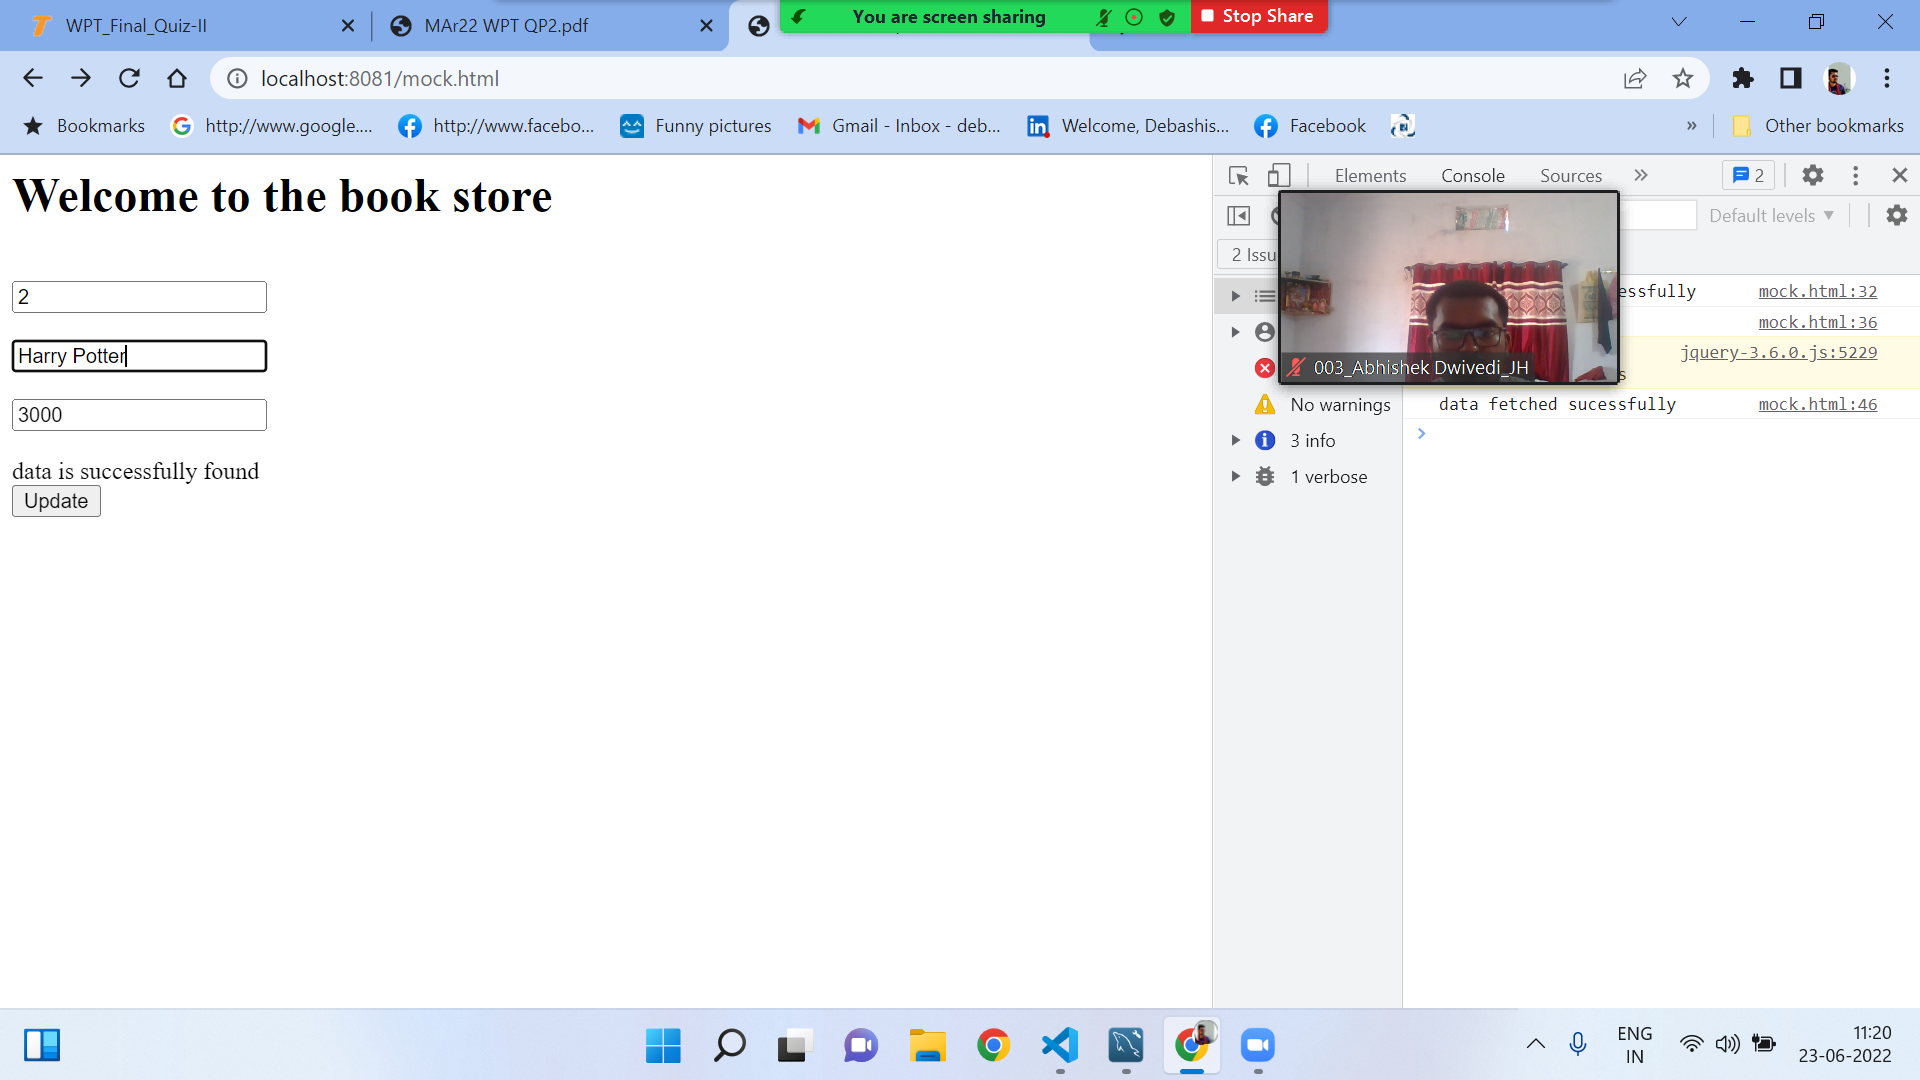 WPT_Final_Quiz-II
MAr22 WPT QP2.pdf
You are screen sharing
Stop Share
localhost:8081/mock.html
Bookmarks
http://www.google....
http://www.facebo...
Funny pictures
Gmail - Inbox - deb...
Welcome, Debashis...
Facebook
»
Other bookmarks
Welcome to the book store
2
Harry Potter
3000
data is successfully found
Update
Elements
Console
Sources
2
Default levels
2 Issu
essfully
mock.html:32
mock.html:36
jquery-3.6.0.js:5229
s
003_Abhishek Dwivedi_JH
No warnings
data fetched sucessfully
mock.html:46
3 info
1 verbose
ENG
IN
11:20
23-06-2022